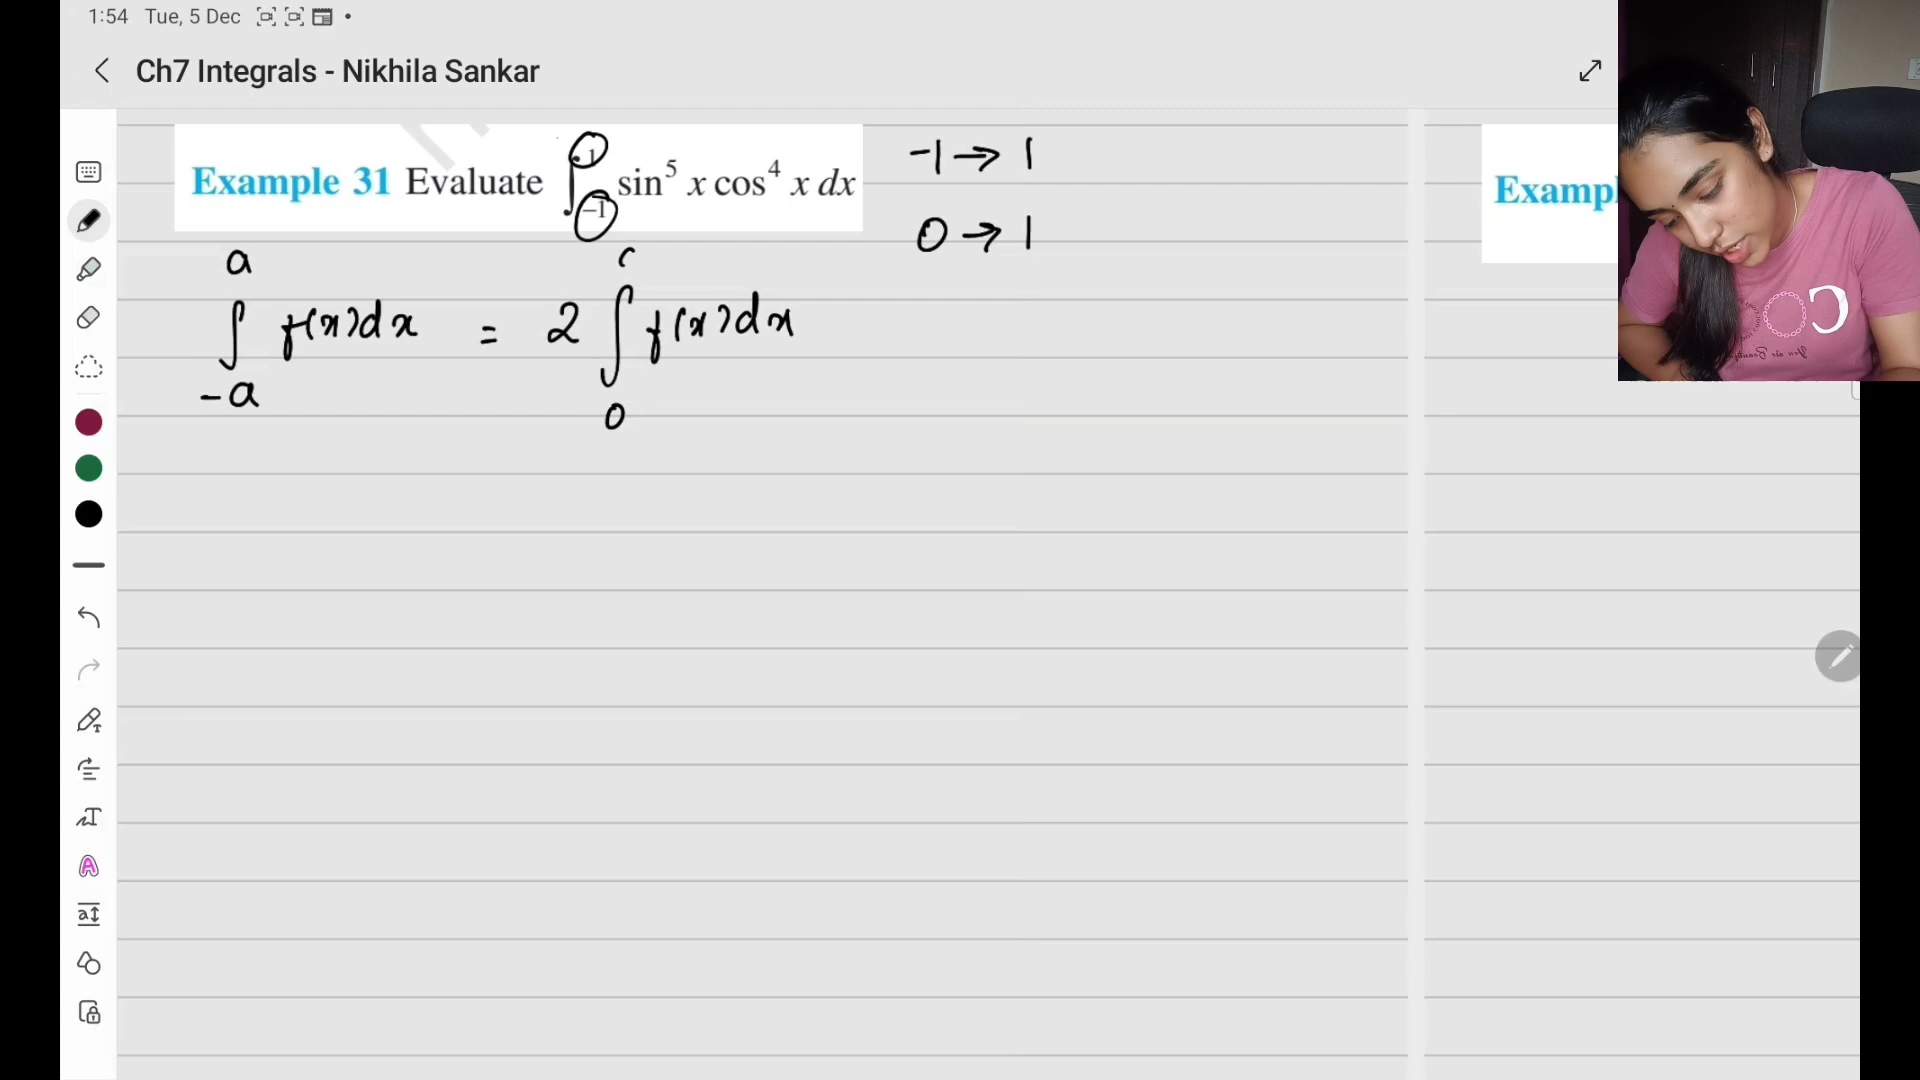 1:54 Tue, 5 Dec
Ch7 Integrals - Nikhila Sankar
Example 31 Evaluate ∫₋₁¹ sin⁵ x cos⁴ x dx
-1 → 1
0 → 1
a
∫ f(x)dx = 2 ∫ f(x)dx
-a 0
Exampl